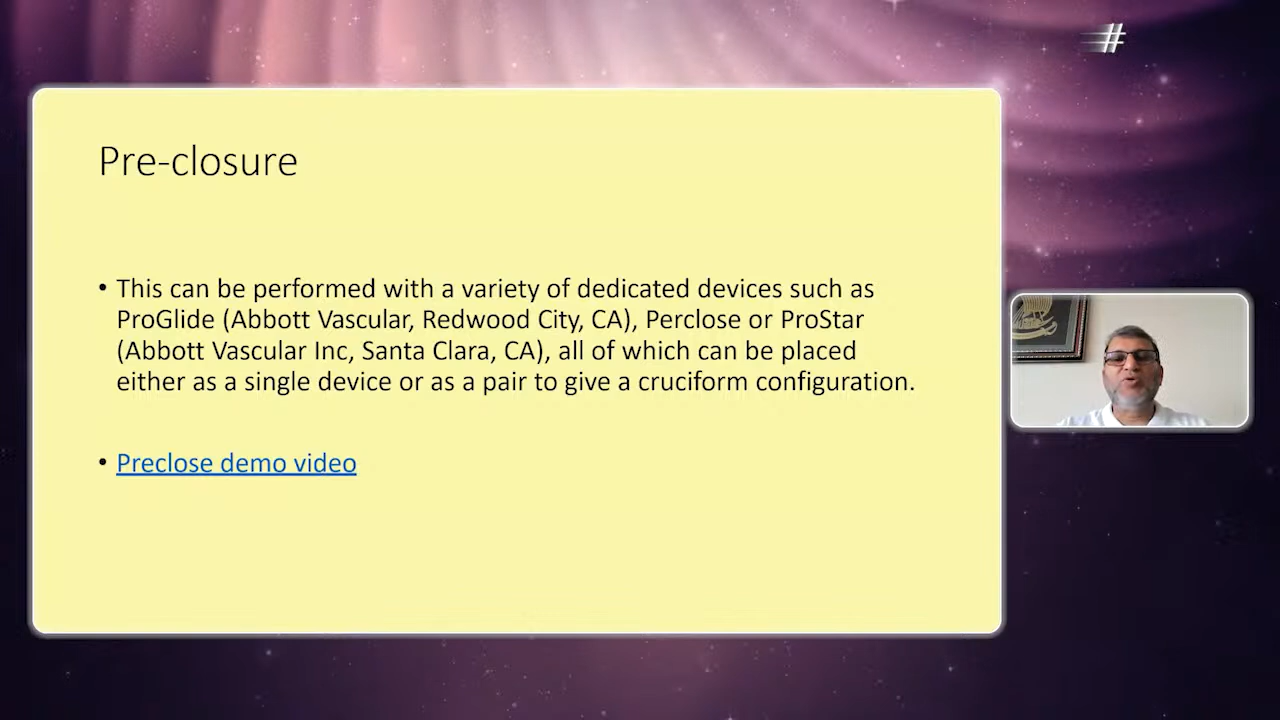 #
Pre-closure
• This can be performed with a variety of dedicated devices such as
ProGlide (Abbott Vascular, Redwood City, CA), Perclose or ProStar
(Abbott Vascular Inc, Santa Clara, CA), all of which can be placed
either as a single device or as a pair to give a cruciform configuration.
• Preclose demo video